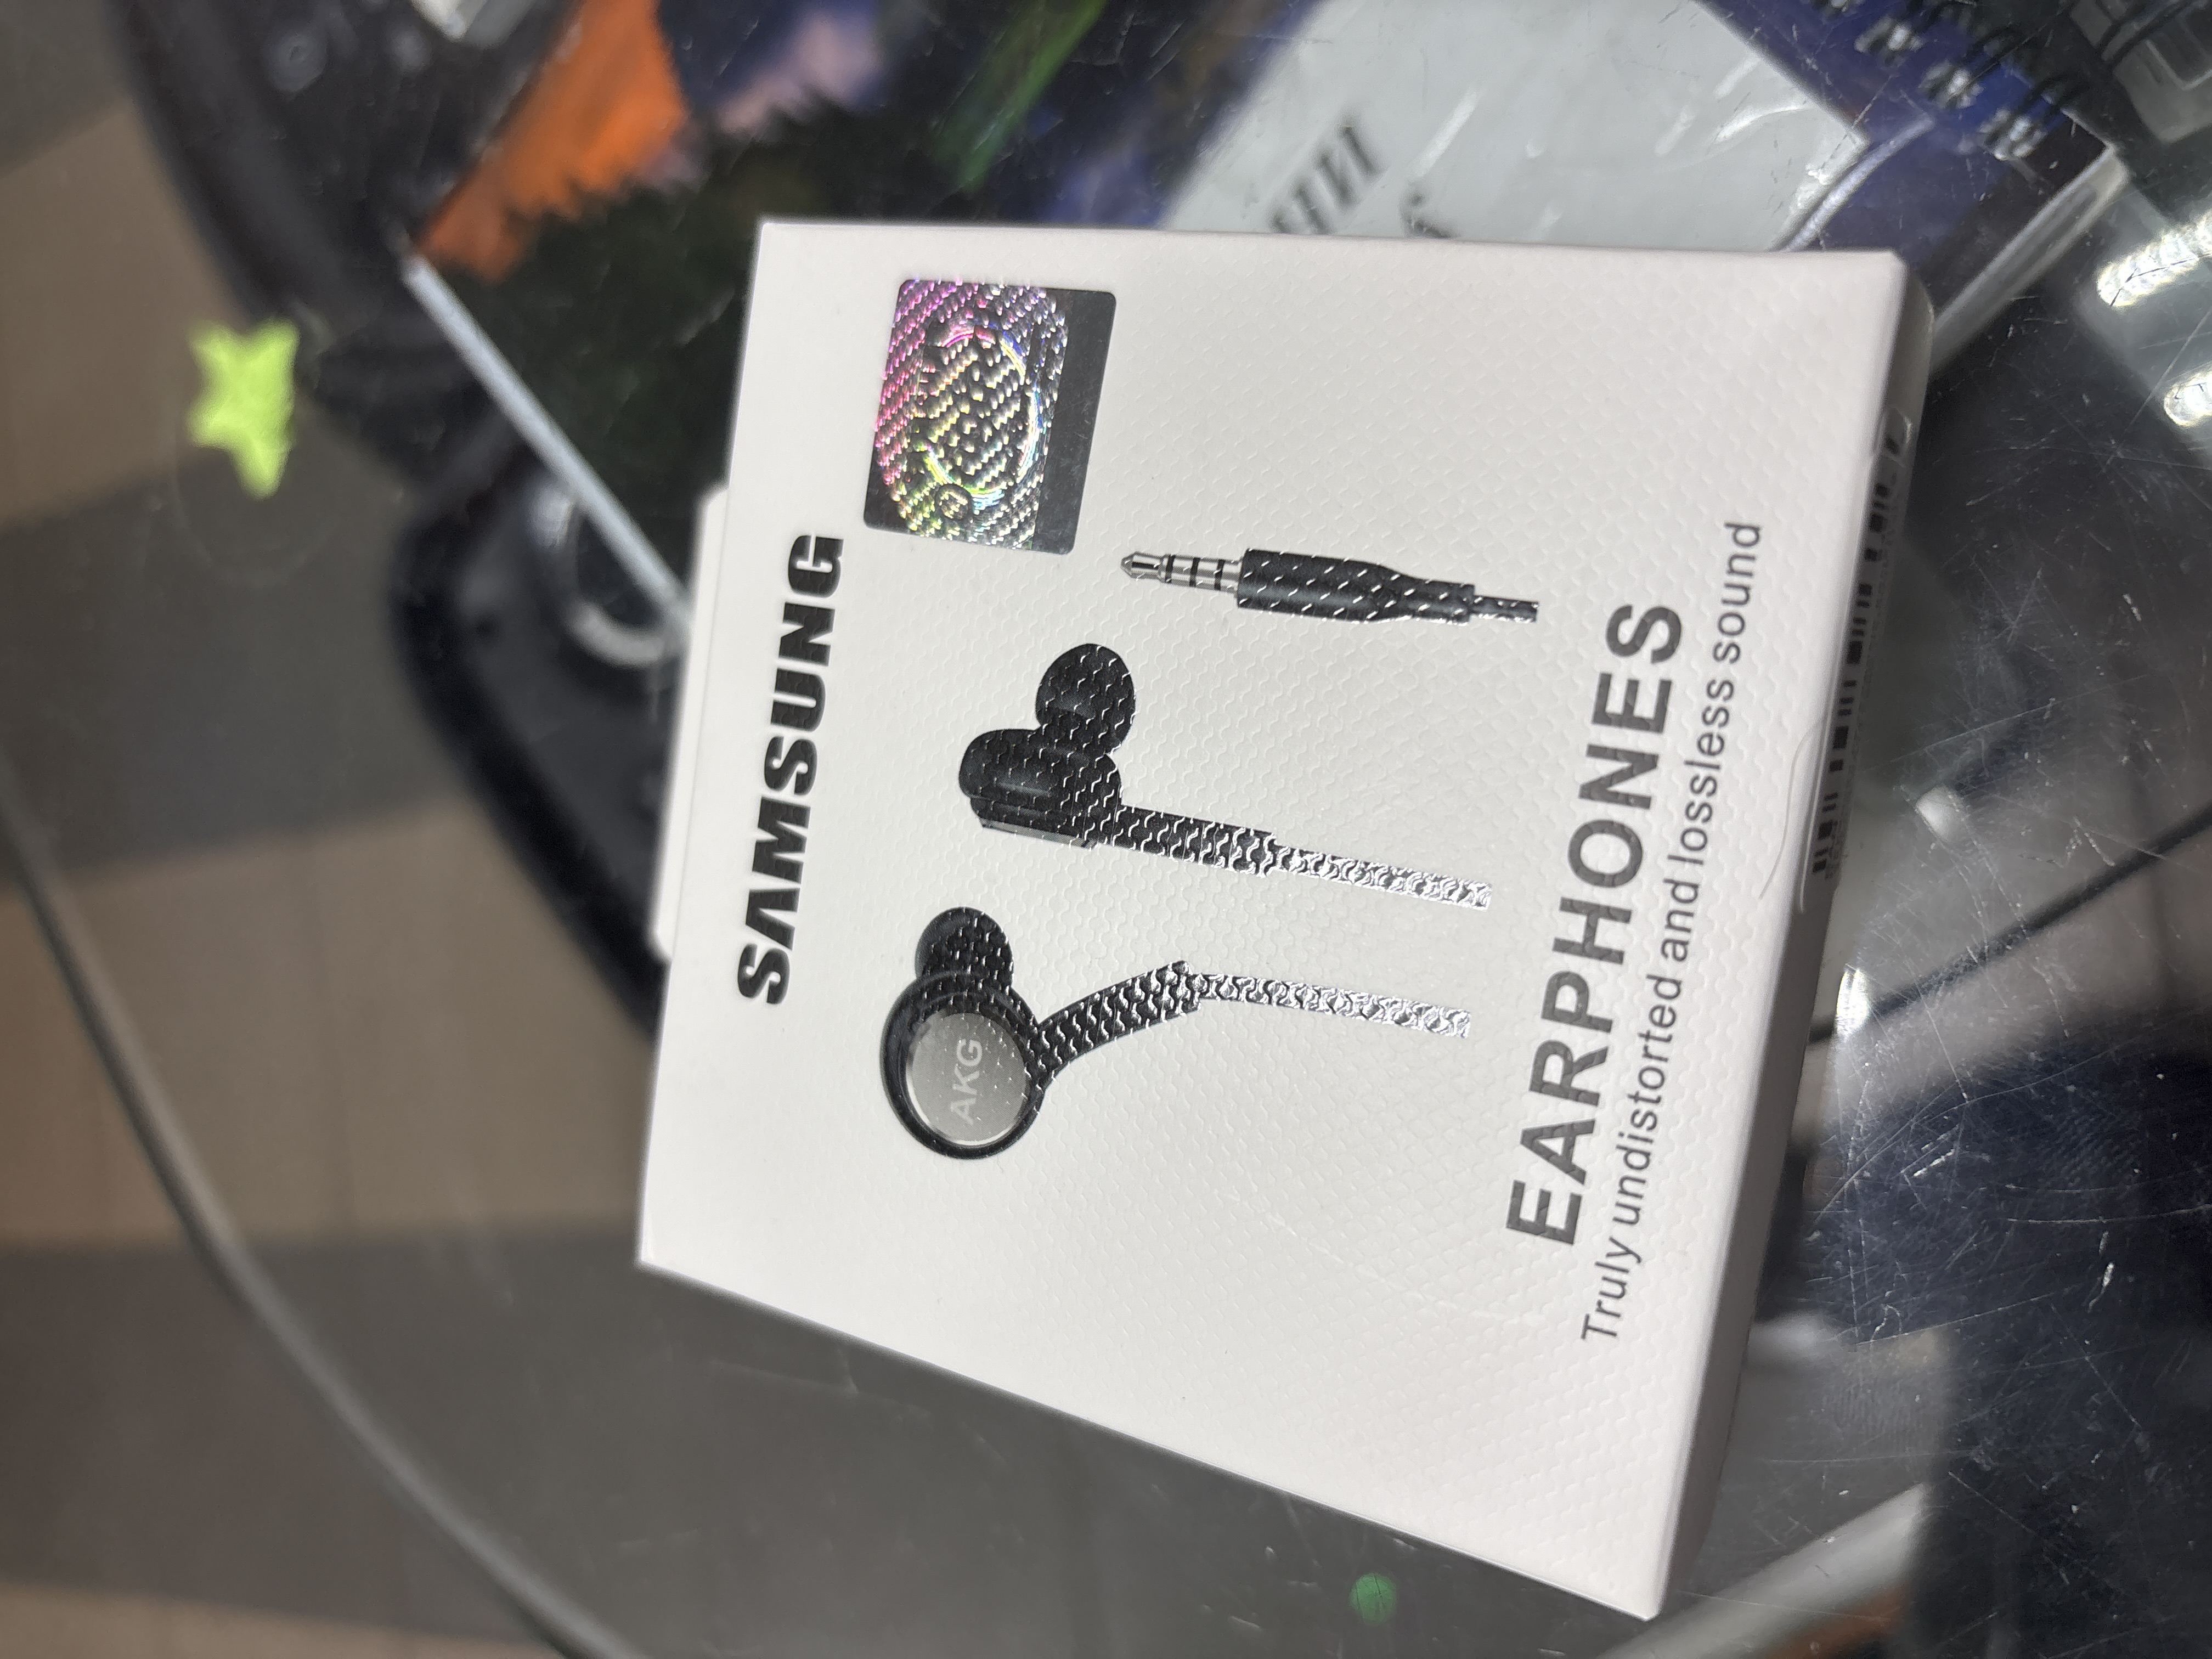 SAMSUNG
AKG
EARPHONES
Truly undistorted and lossless sound